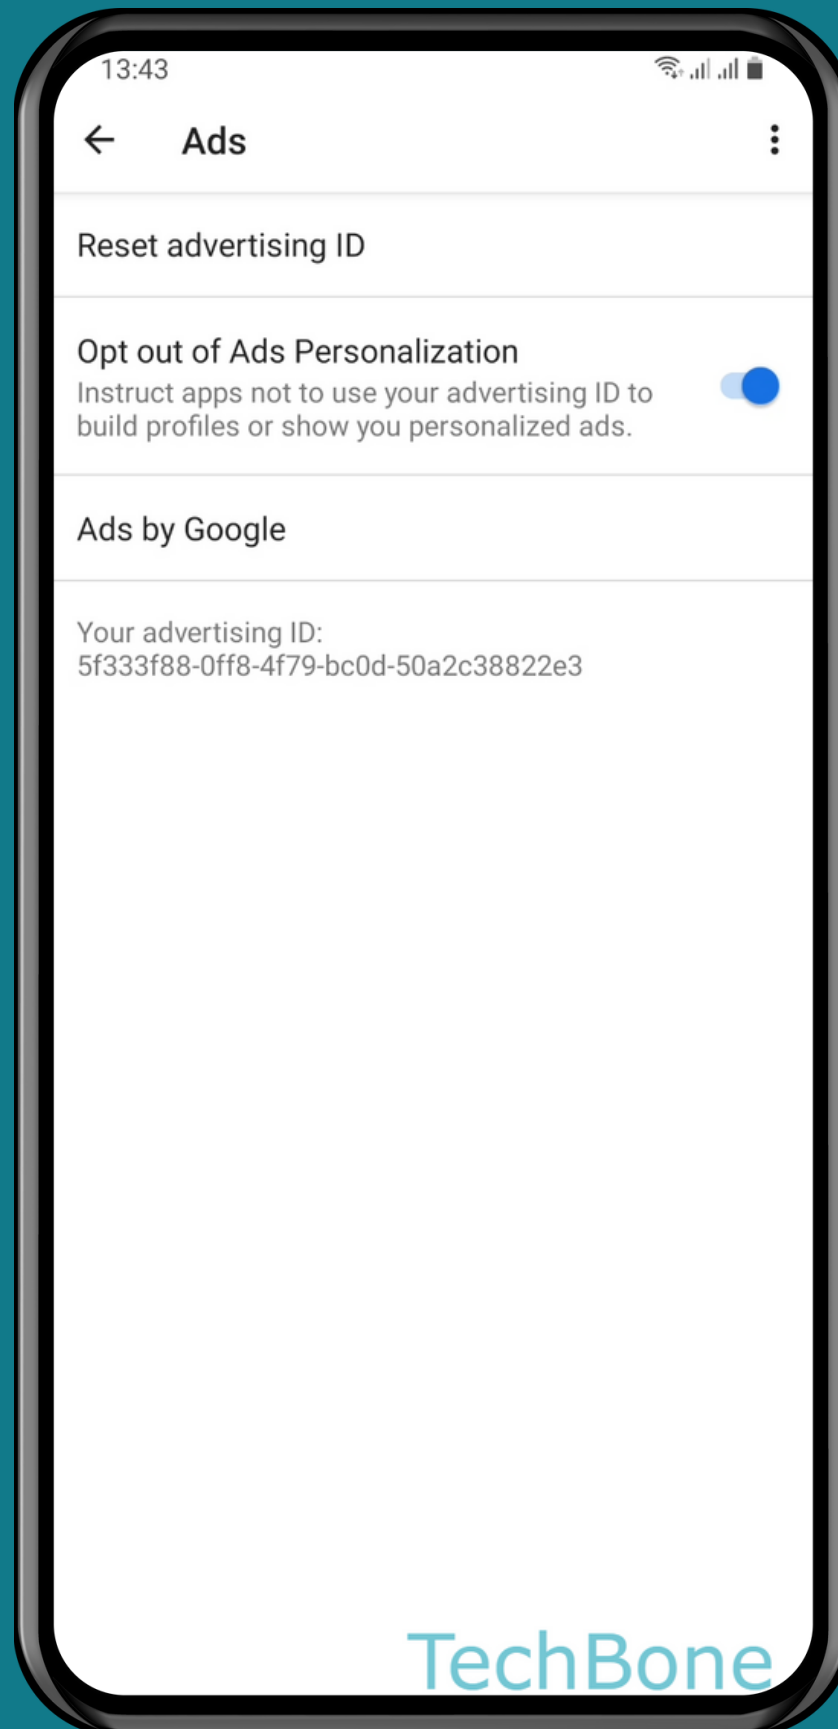 13:43
Ads
Reset advertising ID
Opt out of Ads Personalization
Instruct apps not to use your advertising ID to
build profiles or show you personalized ads.
Ads by Google
Your advertising ID:
5f333f88-0ff8-4f79-bc0d-50a2c38822e3
TechBone